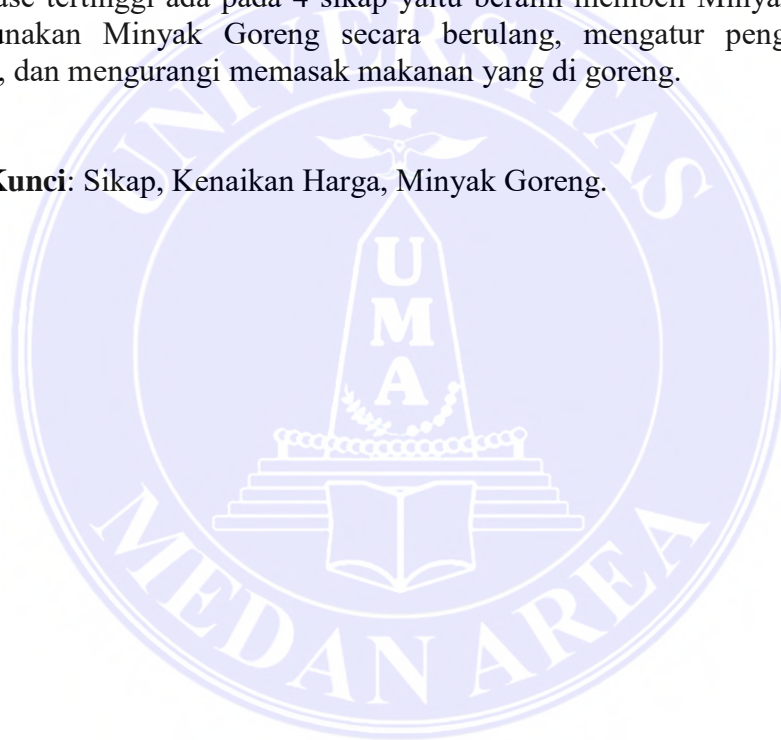 tertinggi ada pada 4 sikap yaitu berani membeli
Minyak Goreng secara berulang, mengatur
, dan mengurangi memasak makanan yang di goreng.
Kunci: Sikap, Kenaikan Harga, Minyak Goreng.
UNIVERSITAS
UMA
MEDAN AREA